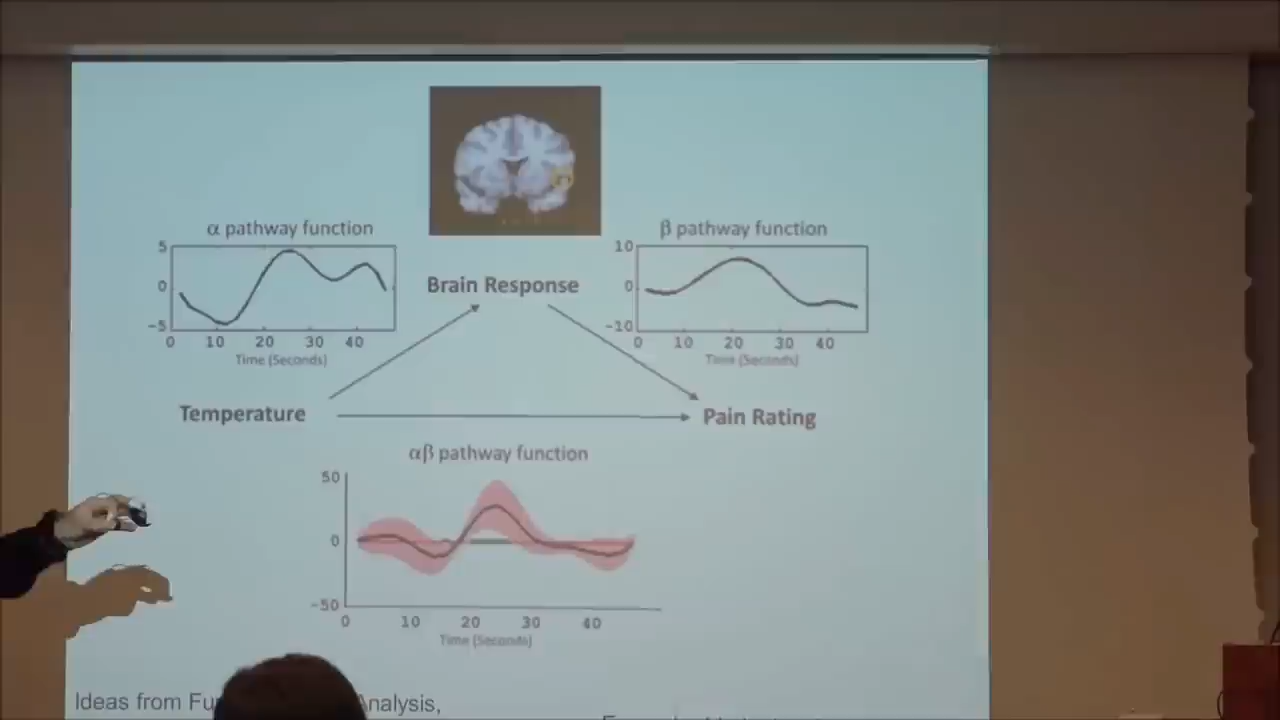 α pathway function
5
0
-5
0 10 20 30 40
Time (Seconds)
β pathway function
10
0
-10
0 10 20 30 40
Time (Seconds)
Brain Response
Temperature
Pain Rating
αβ pathway function
50
0
-50
0 10 20 30 40
Time (Seconds)
Ideas from Analysis,